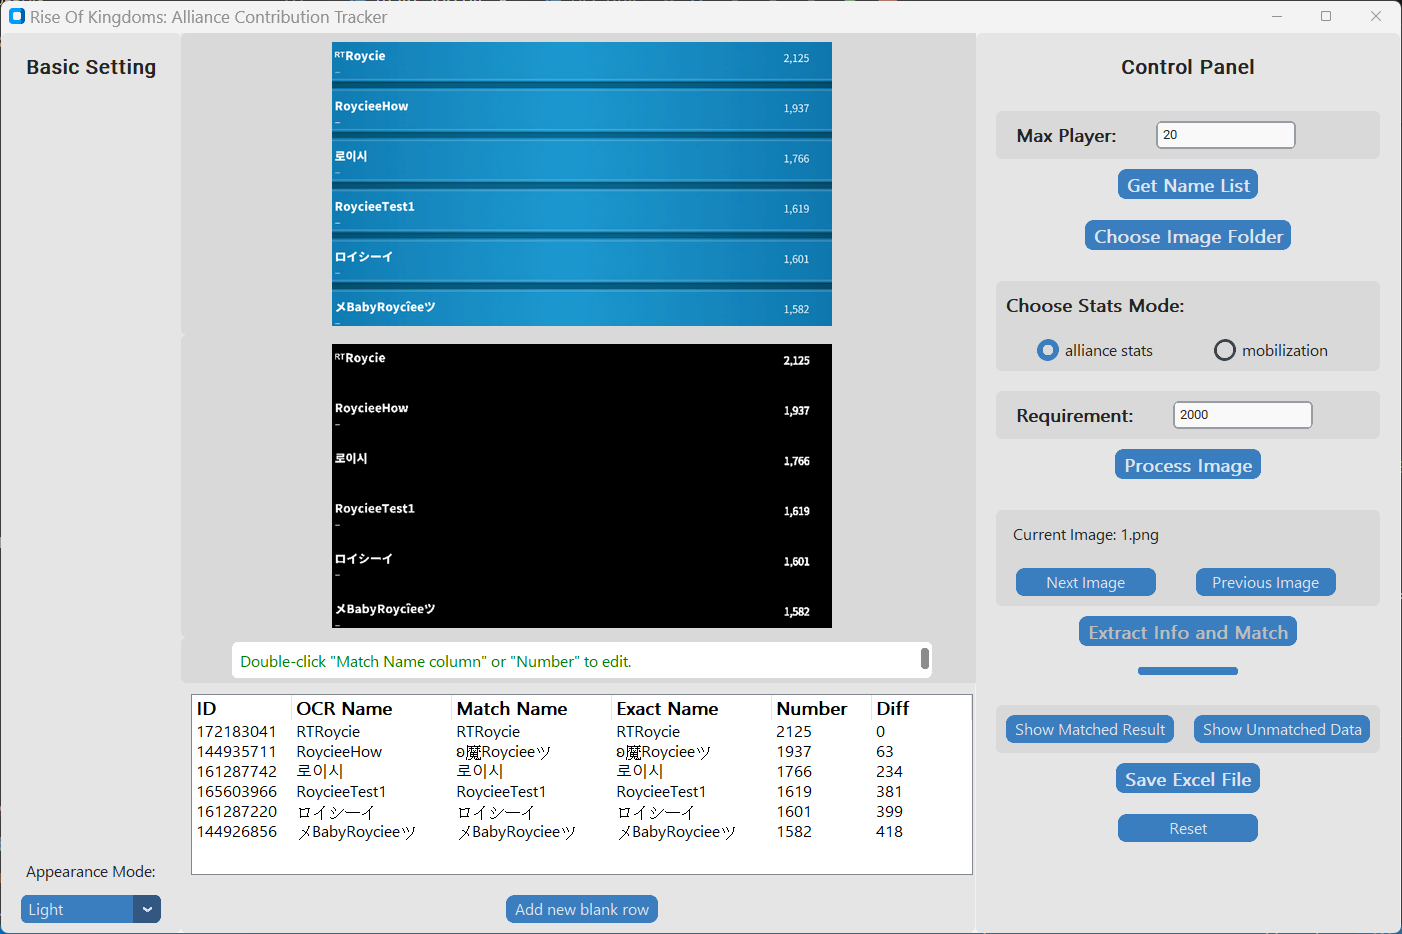 Rise Of Kingdoms: Alliance Contribution Tracker
Basic Setting
Appearance Mode:
Light
RTRoycie 2,125
RoycieeHow 1,937
로이시 1,766
RoycieeTest1 1,619
ロイシーイ 1,601
メBabyRoycîeeツ 1,582
RTRoycie 2,125
RoycieeHow 1,937
로이시 1,766
RoycieeTest1 1,619
ロイシーイ 1,601
メBabyRoycîeeツ 1,582
Double-click "Match Name column" or "Number" to edit.
ID OCR Name Match Name Exact Name Number Diff
172183041 RTRoycie RTRoycie RTRoycie 2125 0
144935711 RoycieeHow ʚ魔Roycieeツ ʚ魔Roycieeツ 1937 63
161287742 로이시 로이시 로이시 1766 234
165603966 RoycieeTest1 RoycieeTest1 RoycieeTest1 1619 381
161287220 ロイシーイ ロイシーイ ロイシーイ 1601 399
144926856 メBabyRoycieeツ メBabyRoycieeツ メBabyRoycieeツ 1582 418
Add new blank row
Control Panel
Max Player: 20
Get Name List
Choose Image Folder
Choose Stats Mode:
alliance stats mobilization
Requirement: 2000
Process Image
Current Image: 1.png
Next Image Previous Image
Extract Info and Match
Show Matched Result Show Unmatched Data
Save Excel File
Reset